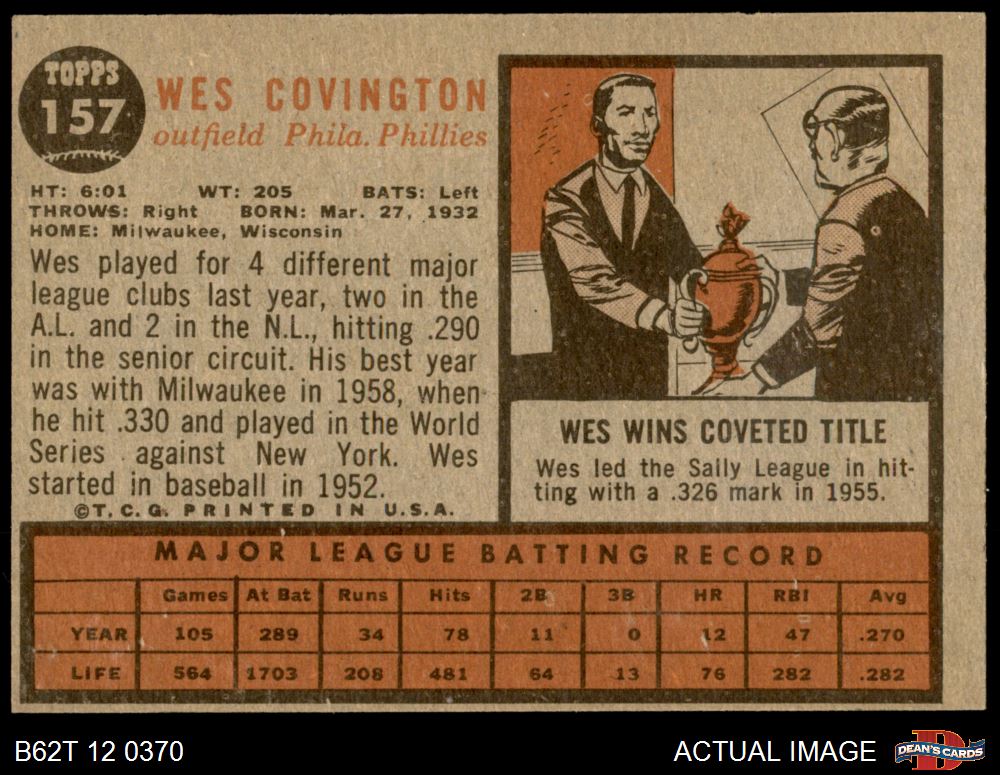 TOPPS
157
WES COVINGTON
outfield Phila. Phillies
HT: 6:01 WT: 205 BATS: Left
THROWS: Right BORN: Mar. 27, 1932
HOME: Milwaukee, Wisconsin
Wes played for 4 different major
league clubs last year, two in the
A.L. and 2 in the N.L., hitting .290
in the senior circuit. His best year
was with Milwaukee in 1958, when
he hit .330 and played in the World
Series against New York. Wes
started in baseball in 1952.
©T.C.G. PRINTED IN U.S.A.
WES WINS COVETED TITLE
Wes led the Sally League in hit-
ting with a .326 mark in 1955.
MAJOR LEAGUE BATTING RECORD
Games At Bat Runs Hits 2B 3B HR RBI Avg
YEAR 105 289 34 78 11 0 12 47 .270
LIFE 564 1703 208 481 64 13 76 282 .282
B62T 12 0370
ACTUAL IMAGE
D
DEAN'S CARDS